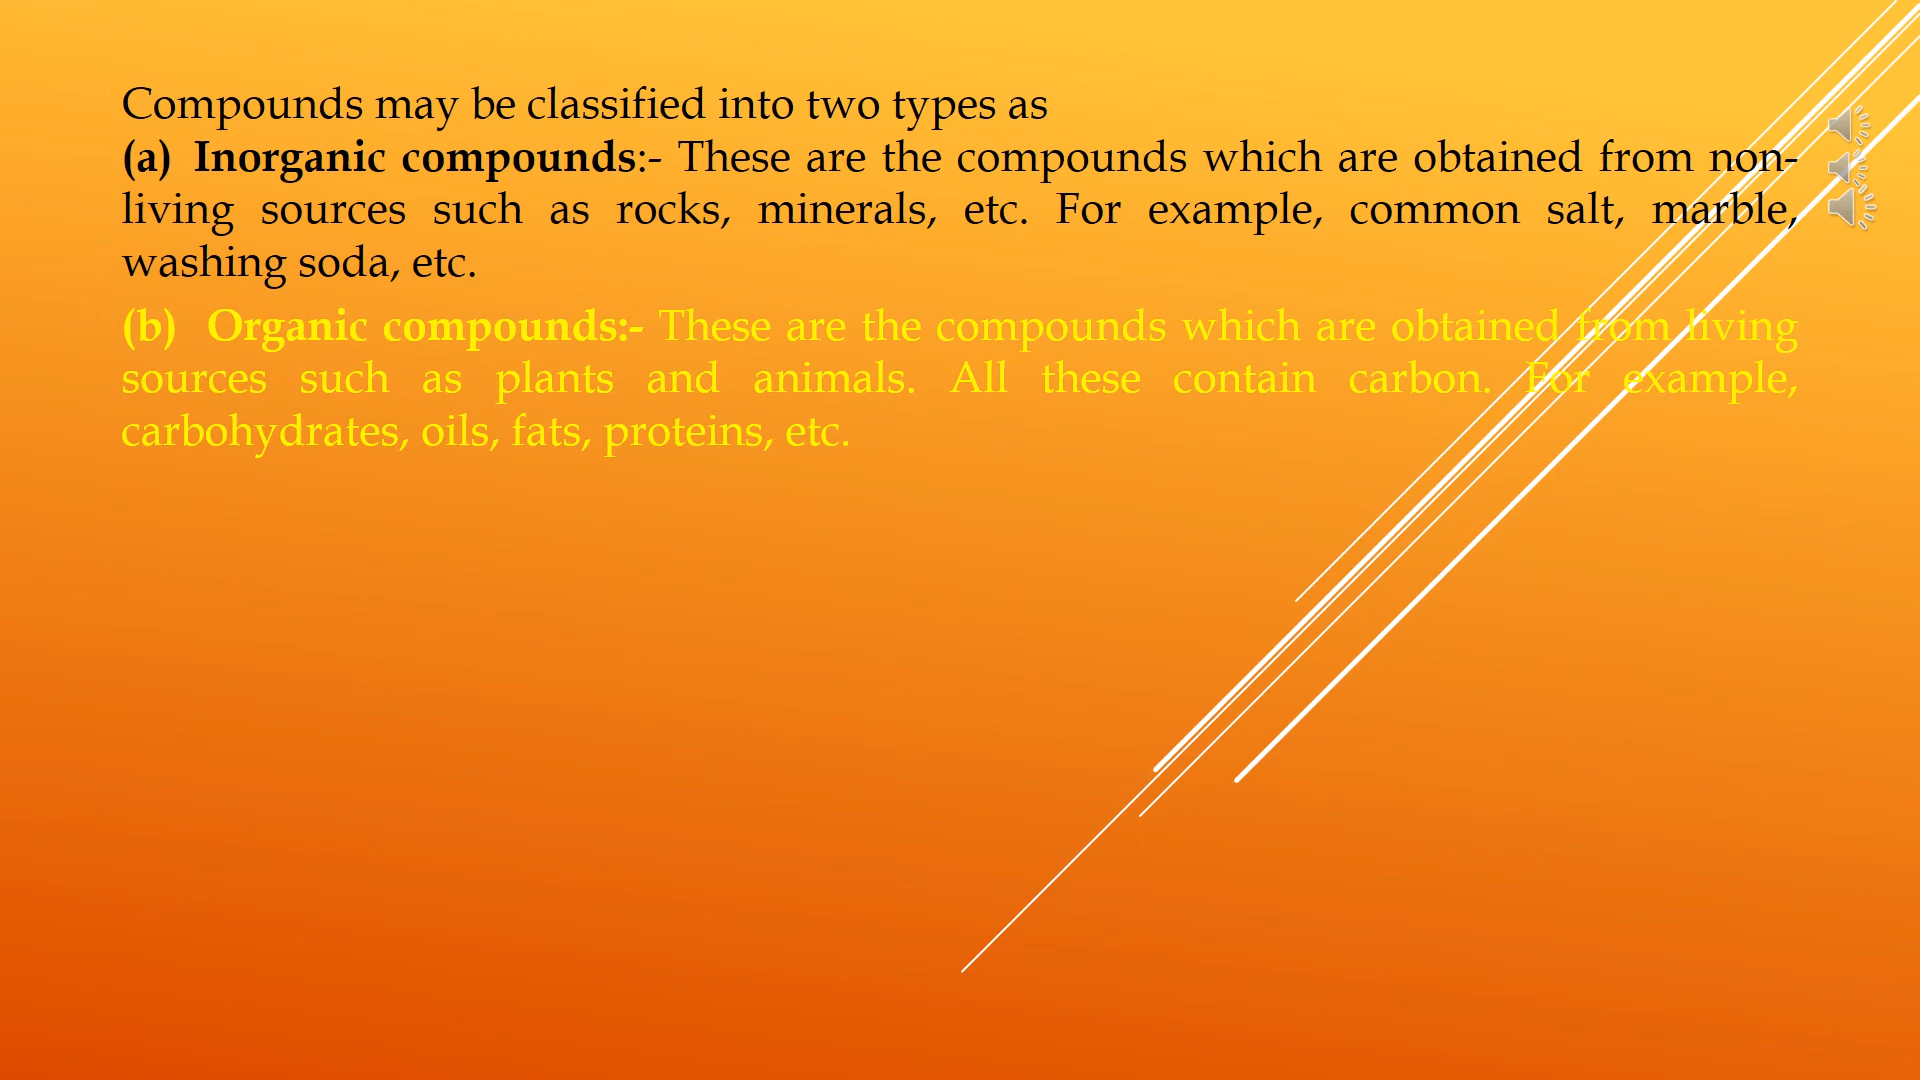 Compounds may be classified into two types as
(a) Inorganic compounds:- These are the compounds which are obtained from non-
living sources such as rocks, minerals, etc. For example, common salt, marble,
washing soda, etc.
(b) Organic compounds:- These are the compounds which are obtained from living
sources such as plants and animals. All these contain carbon. For example,
carbohydrates, oils, fats, proteins, etc.